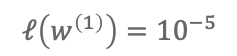 ℓ(w⁽¹⁾) = 10⁻⁵